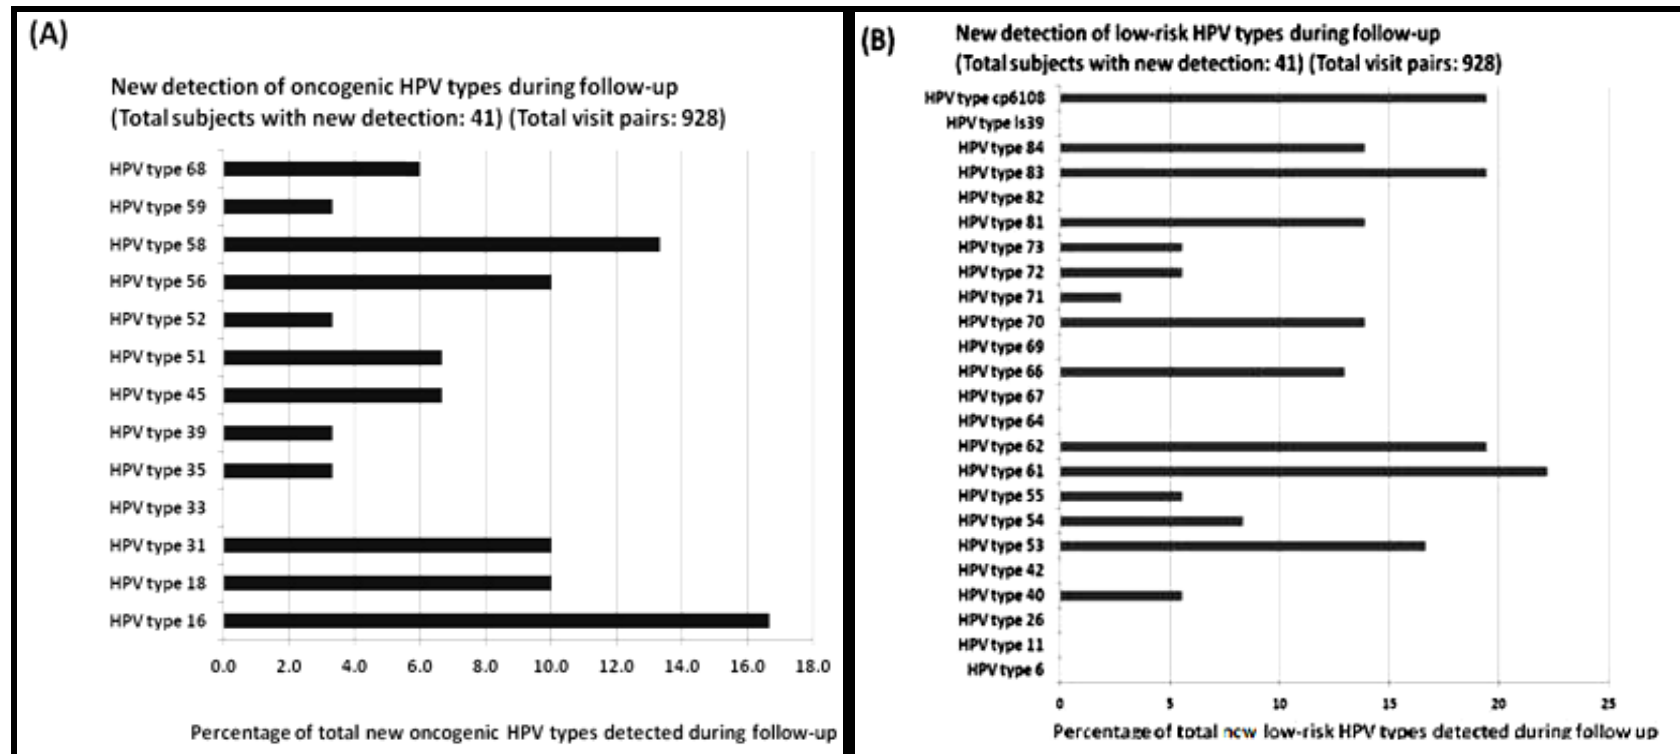 (A)
New detection of oncogenic HPV types during follow-up
(Total subjects with new detection: 41) (Total visit pairs: 928)
HPV type 68
HPV type 59
HPV type 58
HPV type 56
HPV type 52
HPV type 51
HPV type 45
HPV type 39
HPV type 35
HPV type 33
HPV type 31
HPV type 18
HPV type 16
0.0 2.0 4.0 6.0 8.0 10.0 12.0 14.0 16.0 18.0
Percentage of total new oncogenic HPV types detected during follow-up
(B)
New detection of low-risk HPV types during follow-up
(Total subjects with new detection: 41) (Total visit pairs: 928)
HPV type cp6108
HPV type ls39
HPV type 84
HPV type 83
HPV type 82
HPV type 81
HPV type 73
HPV type 72
HPV type 71
HPV type 70
HPV type 69
HPV type 66
HPV type 67
HPV type 64
HPV type 62
HPV type 61
HPV type 55
HPV type 54
HPV type 53
HPV type 42
HPV type 40
HPV type 26
HPV type 11
HPV type 6
0 5 10 15 20 25
Percentage of total new low-risk HPV types detected during follow up